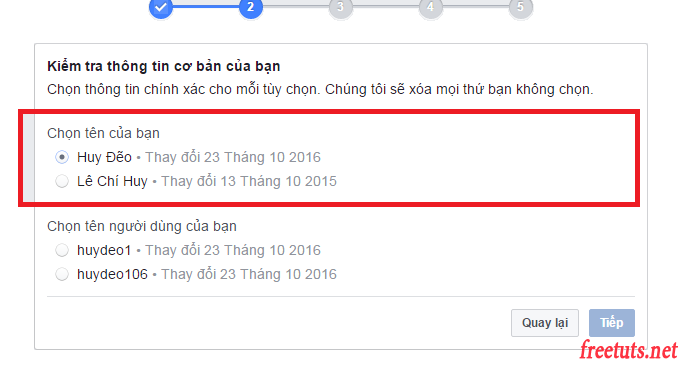 2 3 4 5
Kiểm tra thông tin cơ bản của bạn
Chọn thông tin chính xác cho mỗi tùy chọn. Chúng tôi sẽ xóa mọi thứ bạn không chọn.
Chọn tên của bạn
Huy Đẽo • Thay đổi 23 Tháng 10 2016
Lê Chí Huy • Thay đổi 13 Tháng 10 2015
Chọn tên người dùng của bạn
huydeo1 • Thay đổi 23 Tháng 10 2016
huydeo106 • Thay đổi 23 Tháng 10 2016
Quay lại Tiếp
freetuts.net